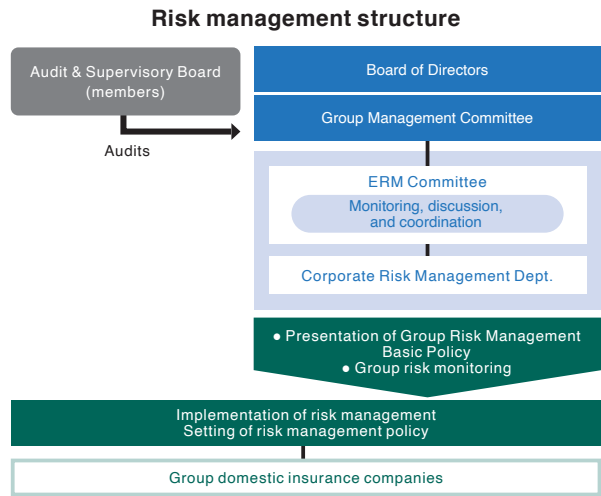 Risk management structure
Audit & Supervisory Board
(members)
Audits
Board of Directors
Group Management Committee
ERM Committee
Monitoring, discussion,
and coordination
Corporate Risk Management Dept.
● Presentation of Group Risk Management
Basic Policy
● Group risk monitoring
Implementation of risk management
Setting of risk management policy
Group domestic insurance companies